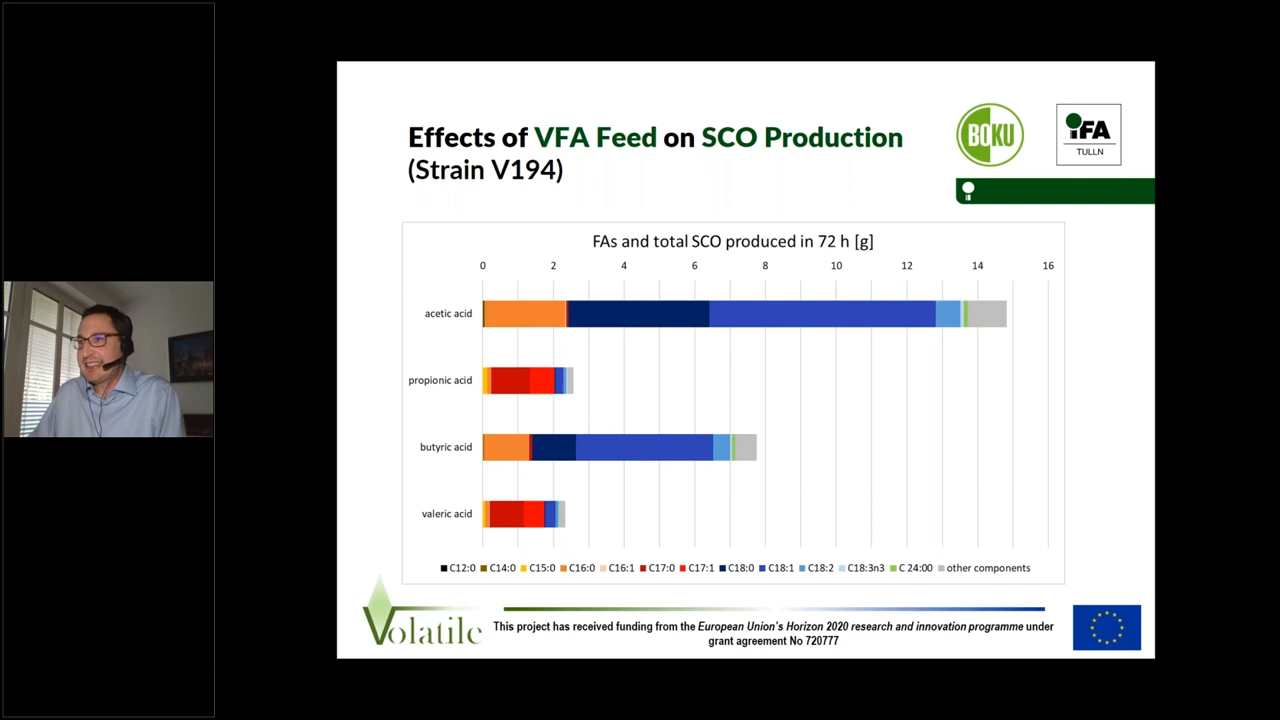 Effects of VFA Feed on SCO Production
(Strain V194)
BOKU
iFA
TULLN
FAs and total SCO produced in 72 h [g]
0 2 4 6 8 10 12 14 16
acetic acid
propionic acid
butyric acid
valeric acid
C12:0 C14:0 C15:0 C16:0 C16:1 C17:0 C17:1 C18:0 C18:1 C18:2 C18:3n3 C 24:00 other components
Volatile
This project has received funding from the European Union's Horizon 2020 research and innovation programme under
grant agreement No 720777